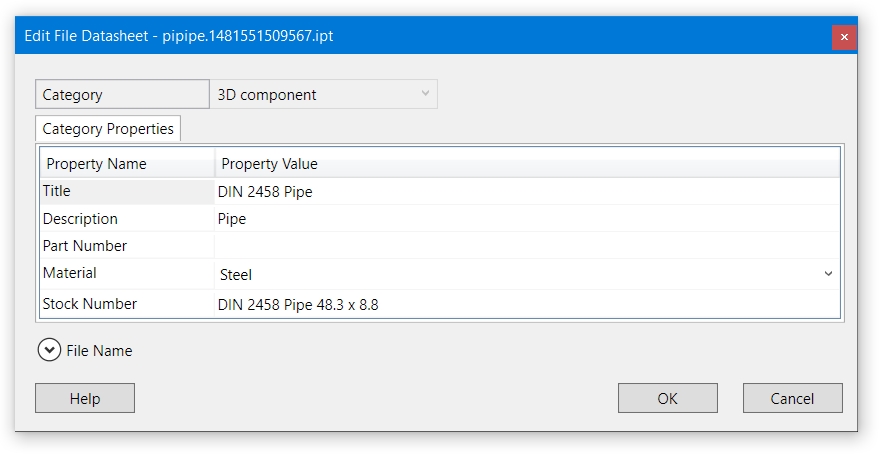 Edit File Datasheet - pipipe.1481551509567.ipt
Category 3D component
Category Properties
Property Name Property Value
Title DIN 2458 Pipe
Description Pipe
Part Number
Material Steel
Stock Number DIN 2458 Pipe 48.3 x 8.8
File Name
Help OK Cancel